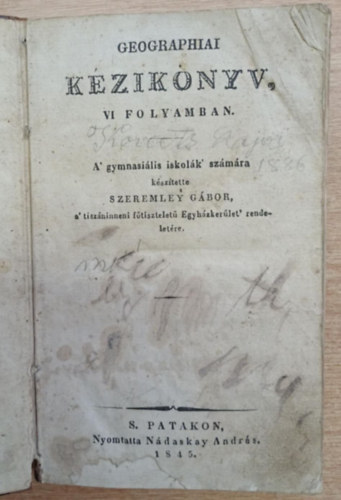 GEOGRAPHIAI
KÉZIKÖNYV,
VI FOLYAMBAN.
A' gymnasiális iskolák' számára
készítette
SZEREMLEY GÁBOR,
a' tiszáninneni főtiszteletű Egyházkerület' rende-
letére.
S. PATAKON,
Nyomtatta Nádaskay András.
1845.